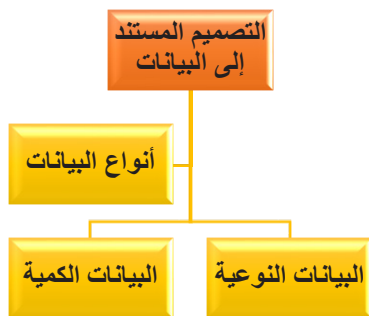 التصميم المستند
إلى البيانات
أنواع البيانات
البيانات النوعية
البيانات الكمية